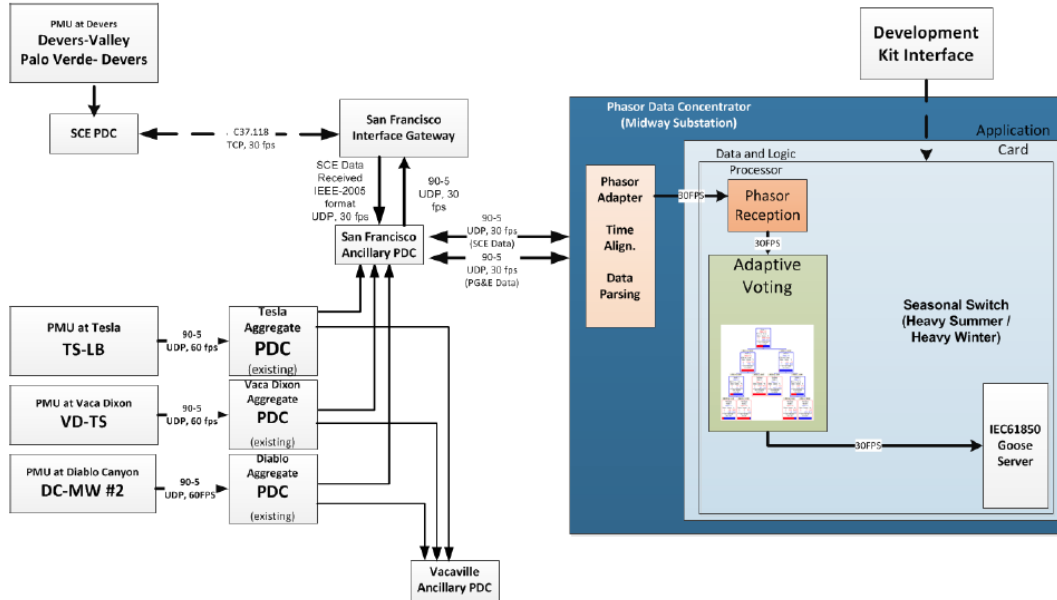 PMU at Devers
Devers-Valley
Palo Verde- Devers
SCE PDC
C37.118
TCP, 30 fps
San Francisco
Interface Gateway
SCE Data
Received
IEEE-2005
format
UDP, 30 fps
90-5
UDP, 30
fps
San Francisco
Ancillary PDC
90-5
UDP, 30 fps
(SCE Data)
90-5
UDP, 30 fps
(PG&E Data)
PMU at Tesla
TS-LB
90-5
UDP, 60 fps
Tesla
Aggregate
PDC
(existing)
PMU at Vaca Dixon
VD-TS
90-5
UDP, 60 fps
Vaca Dixon
Aggregate
PDC
(existing)
PMU at Diablo Canyon
DC-MW #2
90-5
UDP, 60FPS
Diablo
Aggregate
PDC
(existing)
Vacaville
Ancillary PDC
Development
Kit Interface
Phasor Data Concentrator
(Midway Substation)
Application
Card
Data and Logic
Processor
Phasor
Adapter
Time
Align.
Data
Parsing
30FPS
Phasor
Reception
30FPS
Adaptive
Voting
Seasonal Switch
(Heavy Summer /
Heavy Winter)
30FPS
IEC61850
Goose
Server